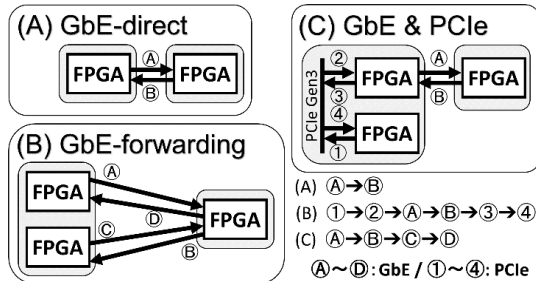 (A) GbE-direct
FPGA Ⓐ Ⓑ FPGA
(B) GbE-forwarding
FPGA Ⓐ
Ⓓ FPGA
FPGA Ⓒ Ⓑ
(C) GbE & PCIe
PCIe Gen3
② FPGA Ⓐ FPGA
③ Ⓑ
④ FPGA
①
(A) Ⓐ→Ⓑ
(B) ①→②→Ⓐ→Ⓑ→③→④
(C) Ⓐ→Ⓑ→Ⓒ→Ⓓ
Ⓐ~Ⓓ: GbE / ①~④: PCIe